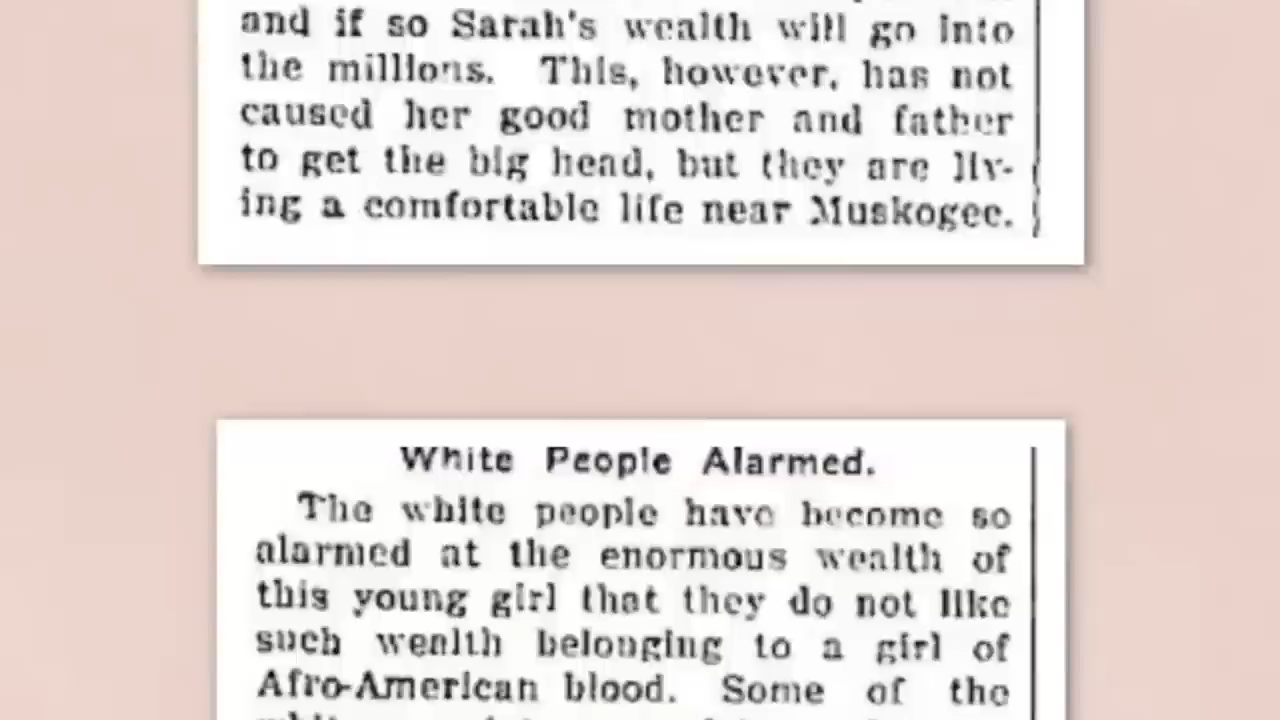 and if so Sarah's wealth will go into
the millions. This, however, has not
caused her good mother and father
to get the big head, but they are liv-
ing a comfortable life near Muskogee.
White People Alarmed.
The white people have become so
alarmed at the enormous wealth of
this young girl that they do not like
such wealth belonging to a girl of
Afro-American blood. Some of the